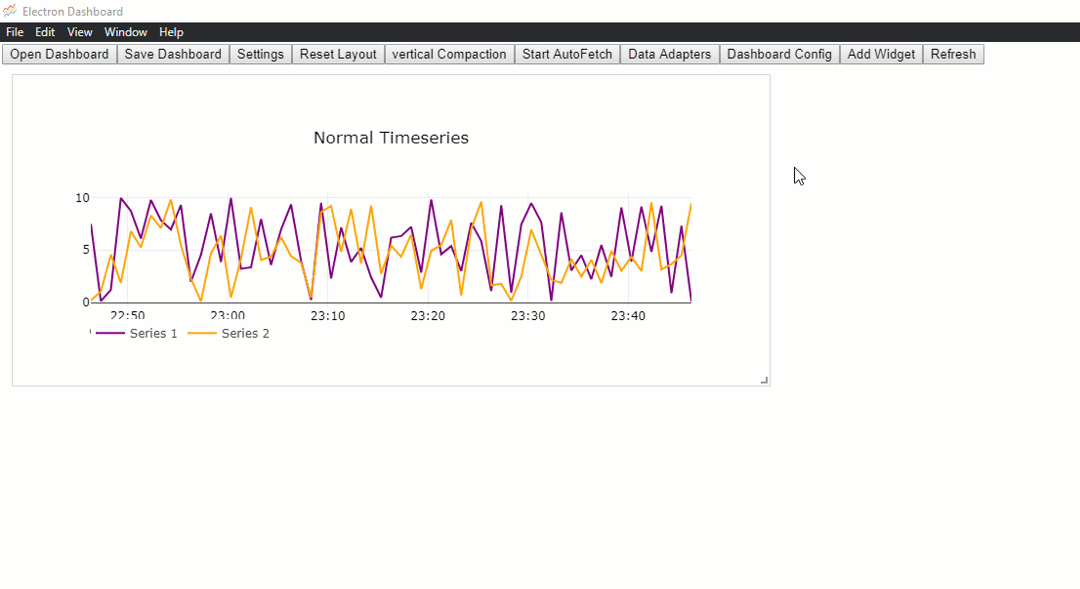 Electron Dashboard
File Edit View Window Help
Open Dashboard Save Dashboard Settings Reset Layout vertical Compaction Start AutoFetch Data Adapters Dashboard Config Add Widget Refresh
Normal Timeseries
10
5
0
22:50 23:00 23:10 23:20 23:30 23:40
Series 1 Series 2